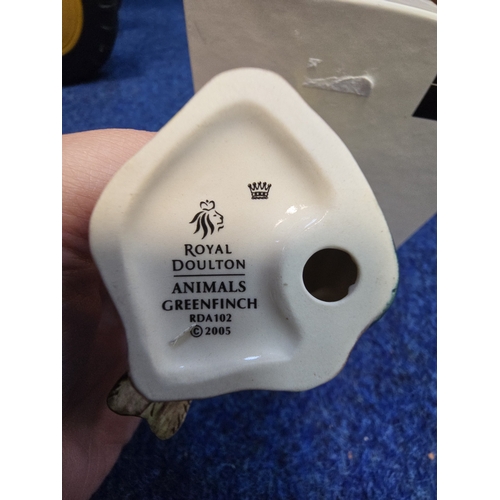 ROYAL
DOULTON
ANIMALS
GREENFINCH
RDA102
© 2005